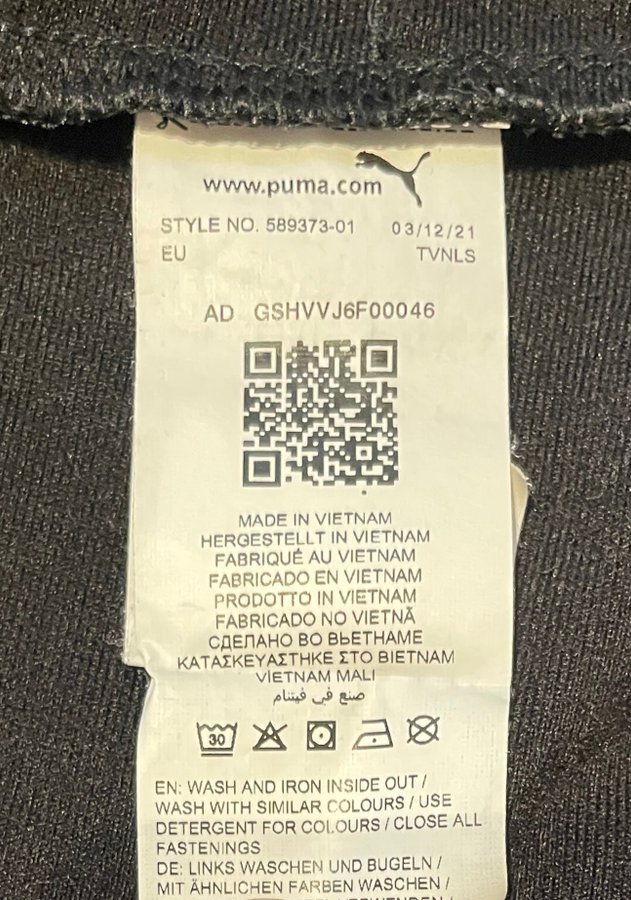 www.puma.com
STYLE NO. 589373-01 03/12/21
EU TVNLS
AD GSHVVJ6F00046
MADE IN VIETNAM
HERGESTELLT IN VIETNAM
FABRIQUÉ AU VIETNAM
FABRICADO EN VIETNAM
PRODOTTO IN VIETNAM
FABRICADO NO VIETNÃ
СДЕЛАНО ВО ВЬЕТНАМЕ
ΚΑΤΑΣΚΕΥΑΣΤΗΚΕ ΣΤΟ ΒΙΕΤΝΑΜ
VİETNAM MALI
صنع في فيتنام
30
EN: WASH AND IRON INSIDE OUT /
WASH WITH SIMILAR COLOURS / USE
DETERGENT FOR COLOURS / CLOSE ALL
FASTENINGS
DE: LINKS WASCHEN UND BUGELN /
MIT ÄHNLICHEN FARBEN WASCHEN /